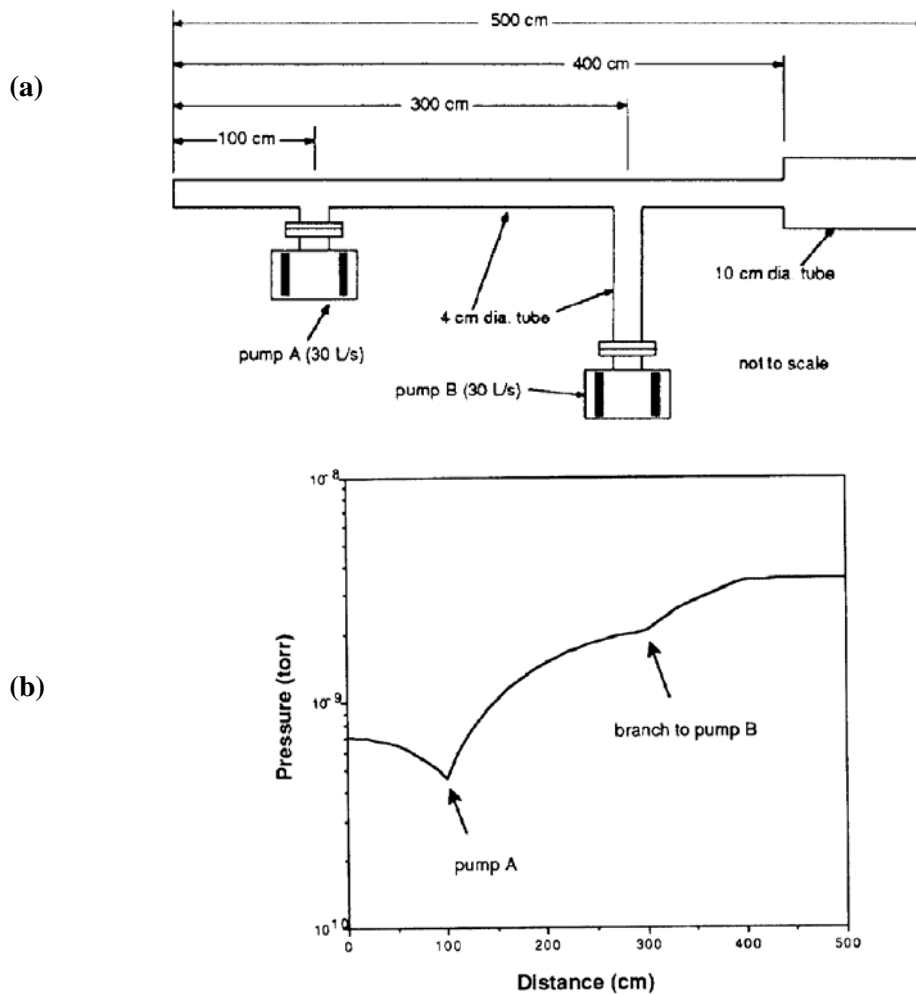 500 cm
(a)
400 cm
300 cm
100 cm
10 cm dia. tube
4 cm dia. tube
pump A (30 L/s)
not to scale
pump B (30 L/s)
(b)
10⁻⁸
10⁻⁹
10¹⁰
Pressure (torr)
branch to pump B
pump A
0 100 200 300 400 500
Distance (cm)